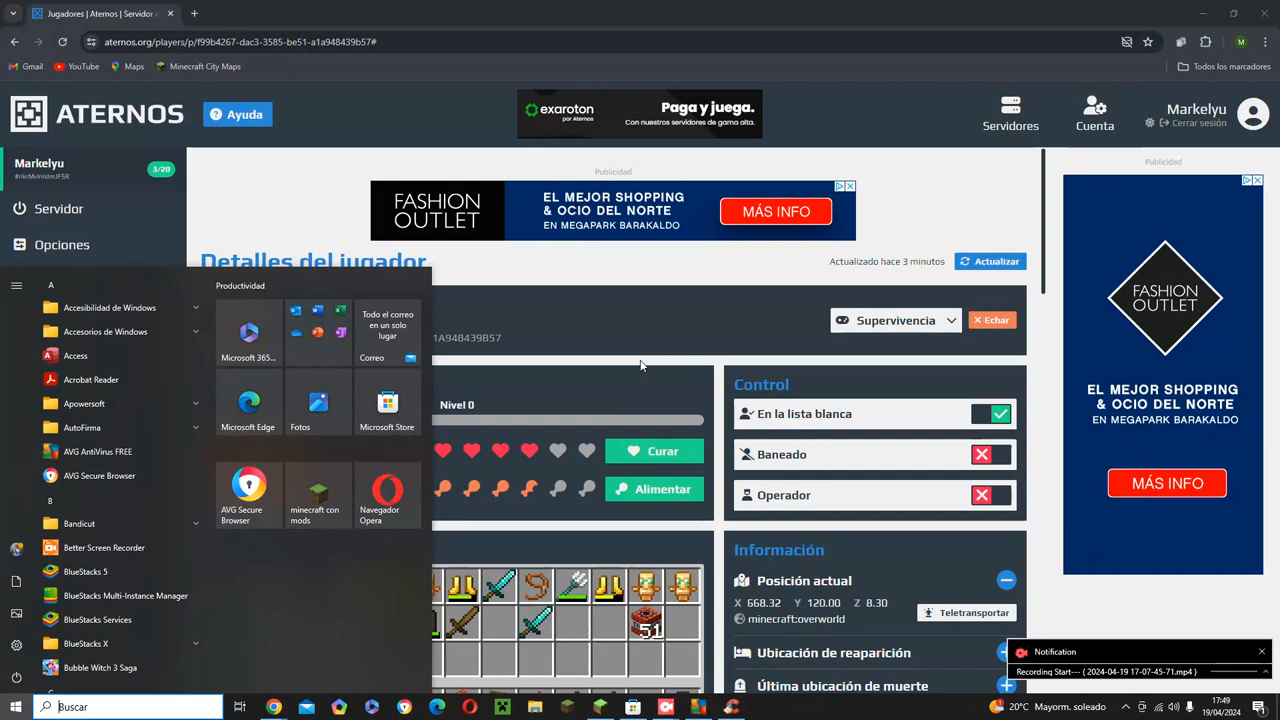 Jugadores | Aternos | Servidor d
aternos.org/players/p/f99b4267-dac3-3585-be51-a1a948439b57#
M
Gmail
YouTube
Maps
Minecraft City Maps
Todos los marcadores
ATERNOS
Ayuda
exaroton
por Aternos
Paga y juega.
Con nuestros servidores de gama alta.
Servidores
Cuenta
Markelyu
Cerrar sesión
Markelyu
3/20
Servidor
Opciones
Publicidad
FASHION
OUTLET
EL MEJOR SHOPPING
& OCIO DEL NORTE
EN MEGAPARK BARAKALDO
MÁS INFO
Publicidad
FASHION
OUTLET
EL MEJOR SHOPPING
& OCIO DEL NORTE
EN MEGAPARK BARAKALDO
MÁS INFO
Detalles del jugador
Actualizado hace 3 minutos
Actualizar
1A948439B57
Supervivencia
Echar
Nivel 0
Curar
Alimentar
Control
En la lista blanca
Baneado
Operador
Información
Posición actual
X 668.32 Y 120.00 Z 8.30
minecraft:overworld
Teletransportar
Ubicación de reaparición
Última ubicación de muerte
51
A
Accesibilidad de Windows
Accesorios de Windows
Access
Acrobat Reader
Apowersoft
AutoFirma
AVG AntiVirus FREE
AVG Secure Browser
B
Bandicut
Better Screen Recorder
BlueStacks 5
BlueStacks Multi-Instance Manager
BlueStacks Services
BlueStacks X
Bubble Witch 3 Saga
Productividad
Microsoft 365...
Todo el correo
en un solo
lugar
Correo
Microsoft Edge
Fotos
Microsoft Store
AVG Secure
Browser
minecraft con
mods
Navegador
Opera
Notification
Recording Start--- ( 2024-04-19 17-07-45-71.mp4 )
Buscar
20°C Mayorm. soleado
17:49
19/04/2024
1